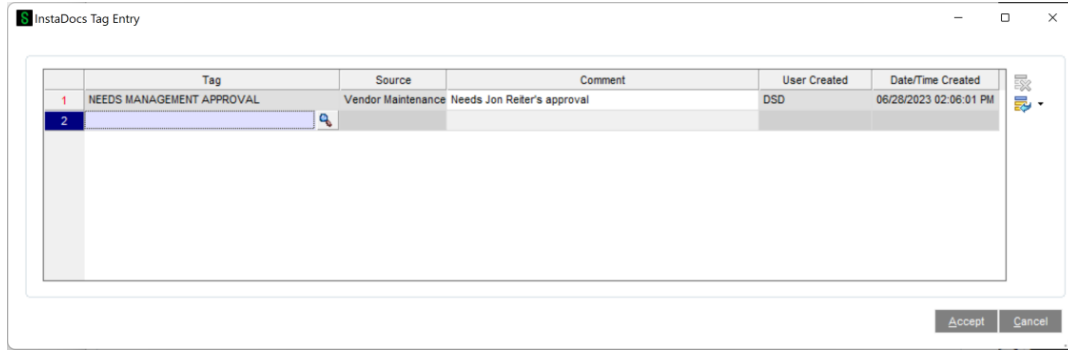 InstaDocs Tag Entry
Tag Source Comment User Created Date/Time Created
1 NEEDS MANAGEMENT APPROVAL Vendor Maintenance Needs Jon Reiter's approval DSD 06/28/2023 02:06:01 PM
2
Accept Cancel